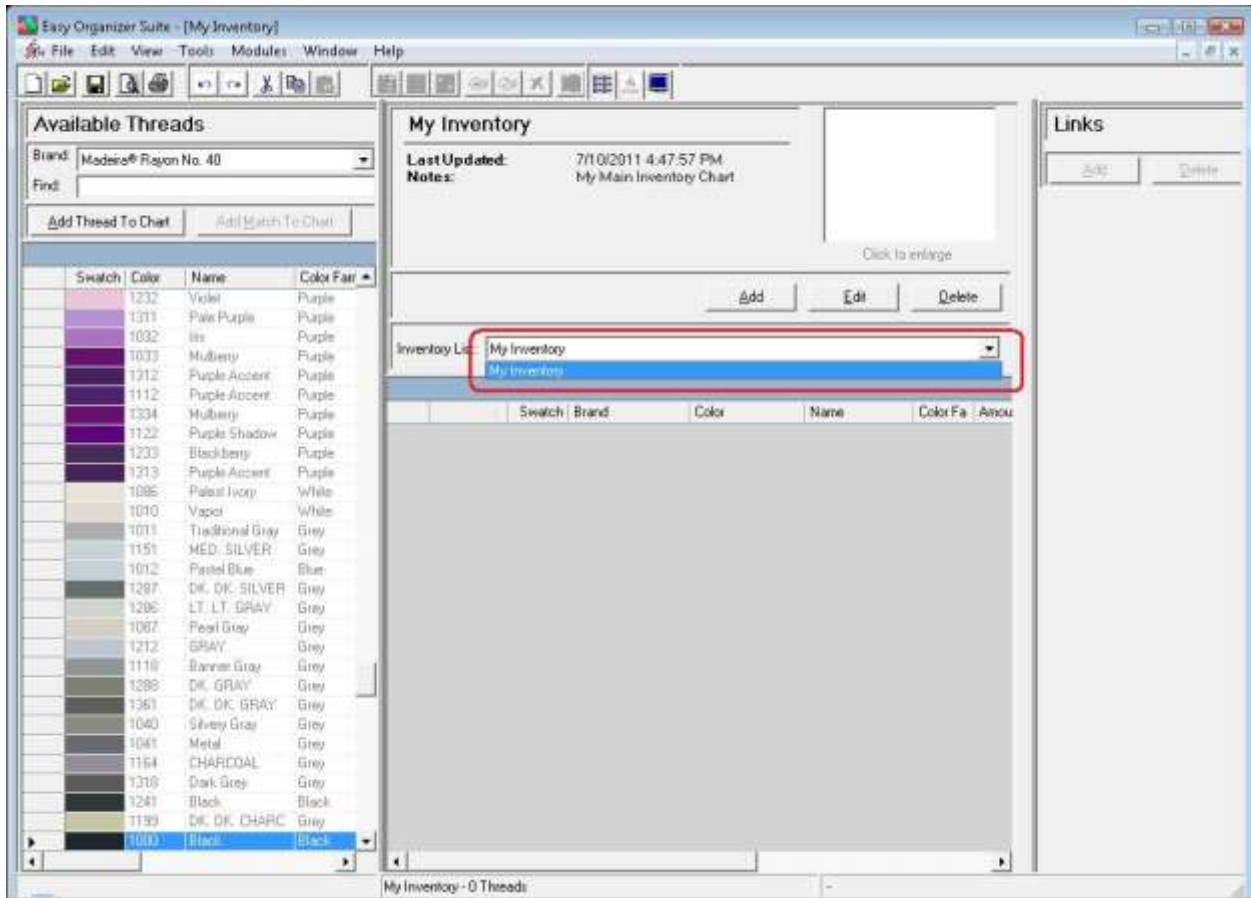 Easy Organizer Suite - [My Inventory]
File Edit View Tools Modules Window Help
Available Threads
Brand: Madeira® Rayon No. 40
Find:
Add Thread To Chart Add Match To Chart
Swatch Color Name Color Fam
1232 Violet Purple
1311 Pale Purple Purple
1032 Iris Purple
1033 Mulberry Purple
1312 Purple Accent Purple
1112 Purple Accent Purple
1334 Mulberry Purple
1122 Purple Shadow Purple
1233 Blackberry Purple
1313 Purple Accent Purple
1086 Palest Ivory White
1010 Vapor White
1011 Traditional Gray Grey
1151 MED. SILVER Grey
1012 Pastel Blue Blue
1287 DK. DK. SILVER Grey
1286 LT. LT. GRAY Grey
1087 Pearl Gray Grey
1212 GRAY Grey
1118 Banner Gray Grey
1288 DK. GRAY Grey
1361 DK. DK. GRAY Grey
1040 Silvery Gray Grey
1041 Metal Grey
1164 CHARCOAL Grey
1318 Dark Grey Grey
1241 Black Black
1199 DK. DK. CHARC Gray
1000 Black Black
My Inventory
Last Updated: 7/10/2011 4:47:57 PM
Notes: My Main Inventory Chart
Click to enlarge
Add Edit Delete
Inventory List: My Inventory
My Inventory
Swatch Brand Color Name Color Fa Amou
Links
Add Delete
My Inventory - 0 Threads -